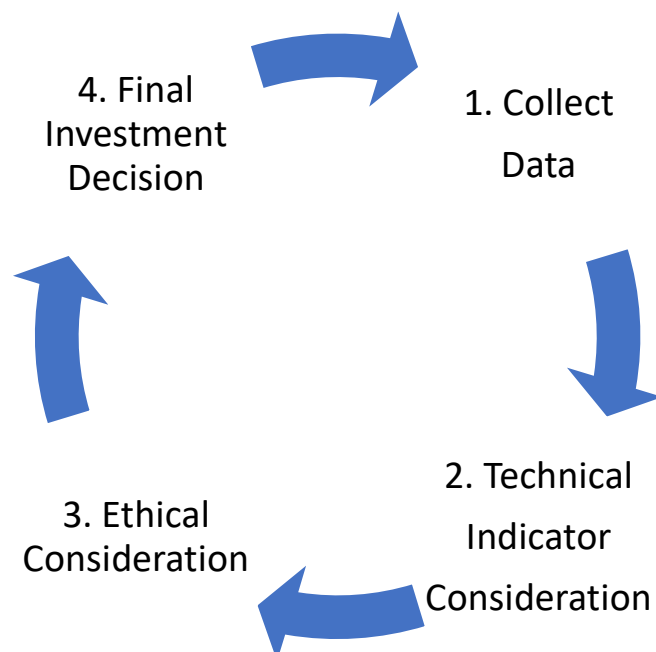 1. Collect
Data
2. Technical
Indicator
Consideration
3. Ethical
Consideration
4. Final
Investment
Decision